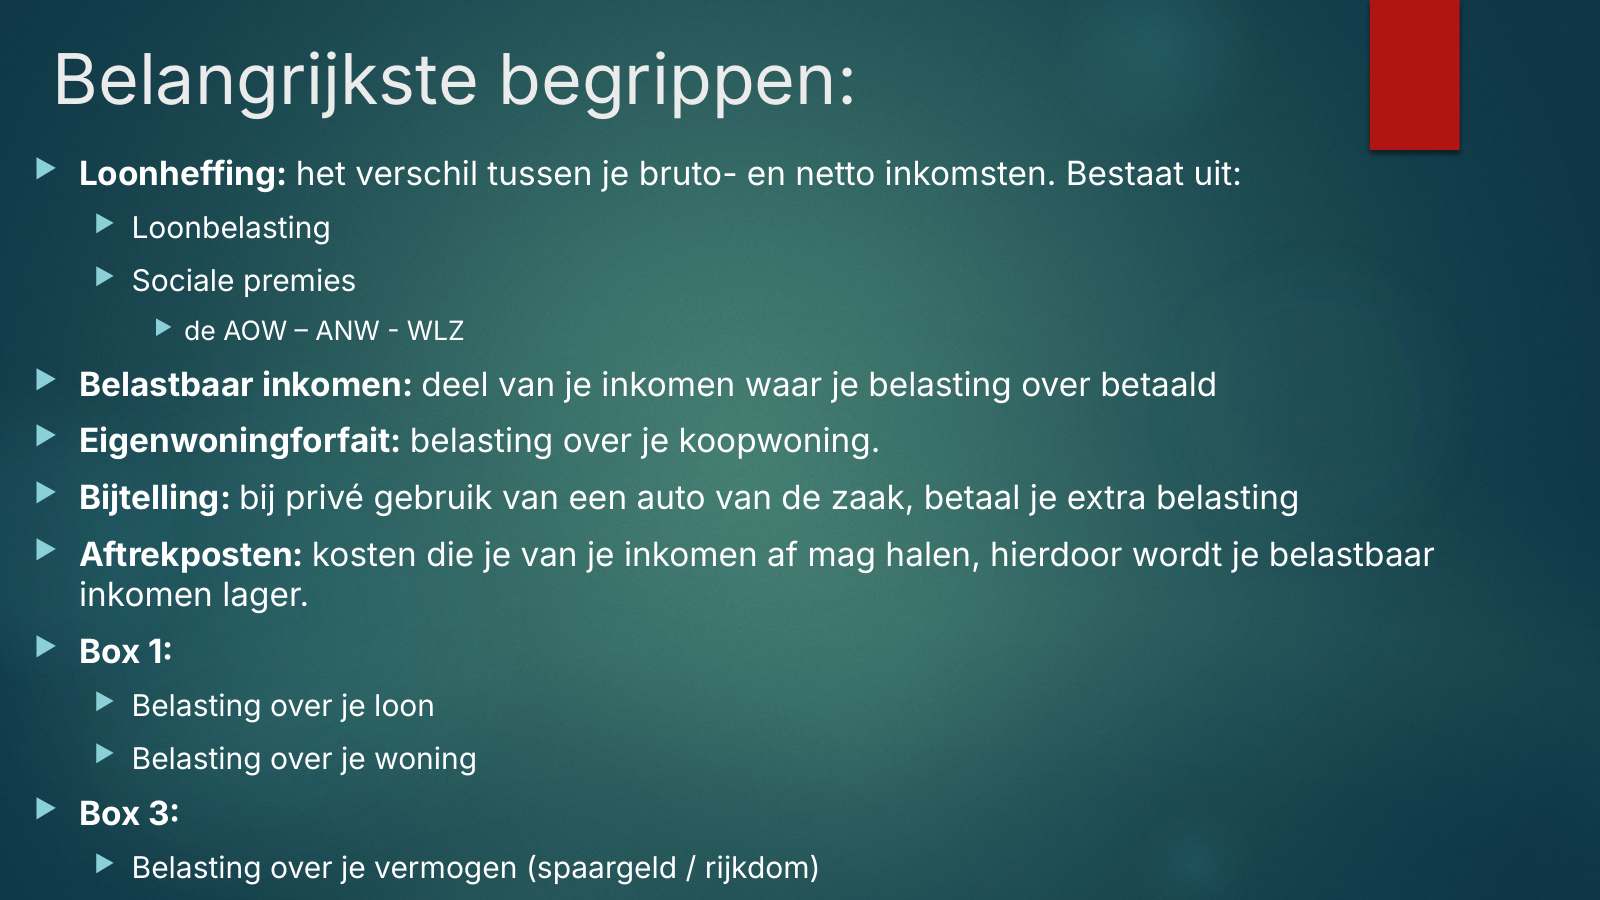 Belangrijkste begrippen:
Loonheffing: het verschil tussen je bruto- en netto inkomsten. Bestaat uit:
Loonbelasting
Sociale premies
de AOW – ANW - WLZ
Belastbaar inkomen: deel van je inkomen waar je belasting over betaald
Eigenwoningforfait: belasting over je koopwoning.
Bijtelling: bij privé gebruik van een auto van de zaak, betaal je extra belasting
Aftrekposten: kosten die je van je inkomen af mag halen, hierdoor wordt je belastbaar
inkomen lager.
Box 1:
Belasting over je loon
Belasting over je woning
Box 3:
Belasting over je vermogen (spaargeld / rijkdom)